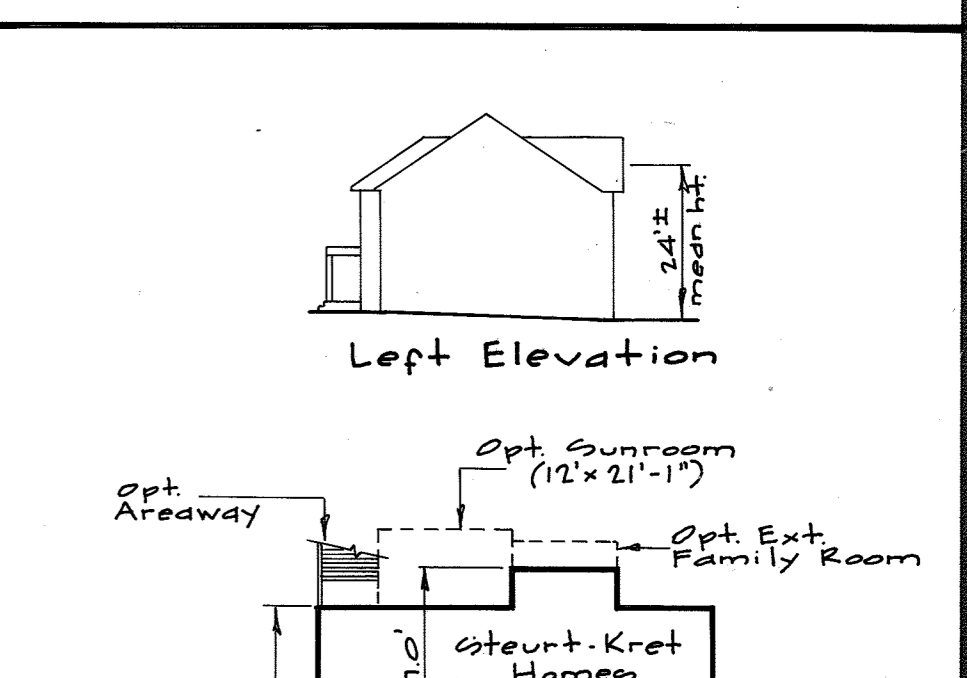 24'±
mean ht.
Left Elevation
Opt. Sunroom
(12'x 21'-1")
Opt.
Areaway
Opt. Ext.
Family Room
Steurt-Kret
Homes